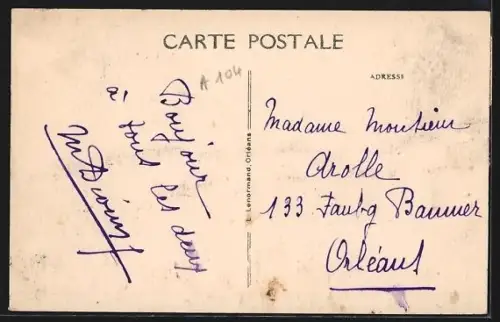 CARTE POSTALE
A 104
ADRESSE
Bonjour
à tous les deux
L. Lenormand, Orléans
Madame Monsieur
Arolle
133 Faubg Bannier
Orléans